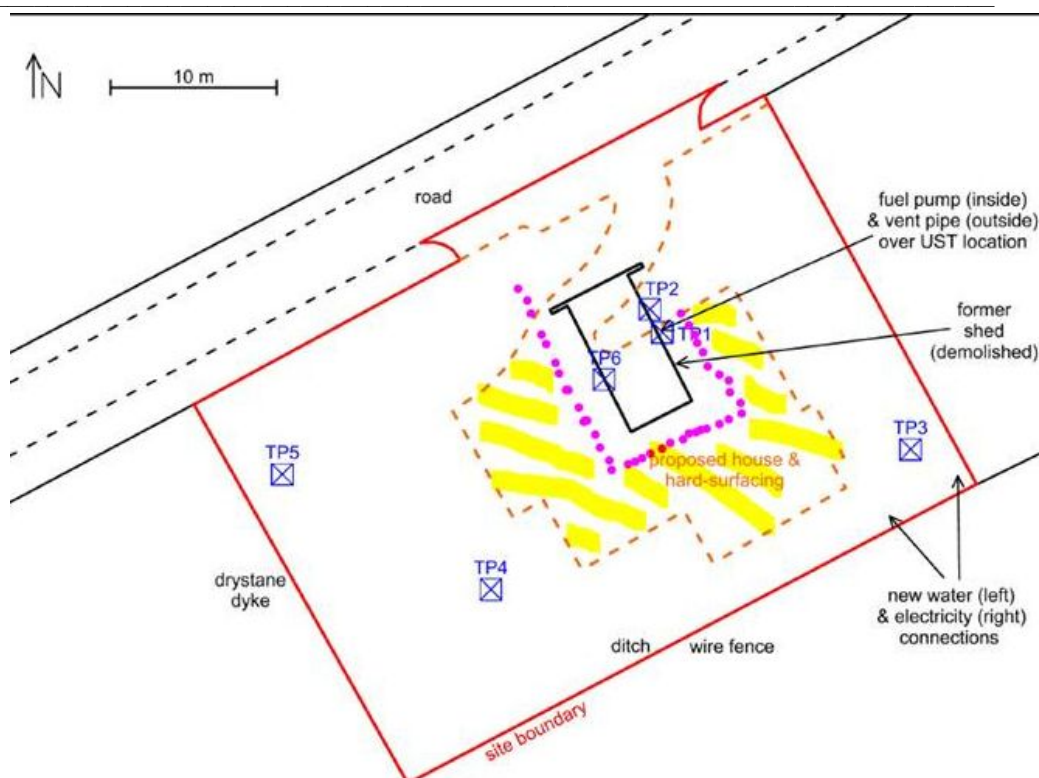 N
10 m
road
fuel pump (inside)
& vent pipe (outside)
over UST location
TP2
TP1
former
shed
(demolished)
TP6
TP3
TP5
proposed house &
hard-surfacing
TP4
drystane
dyke
new water (left)
& electricity (right)
connections
ditch
wire fence
site boundary